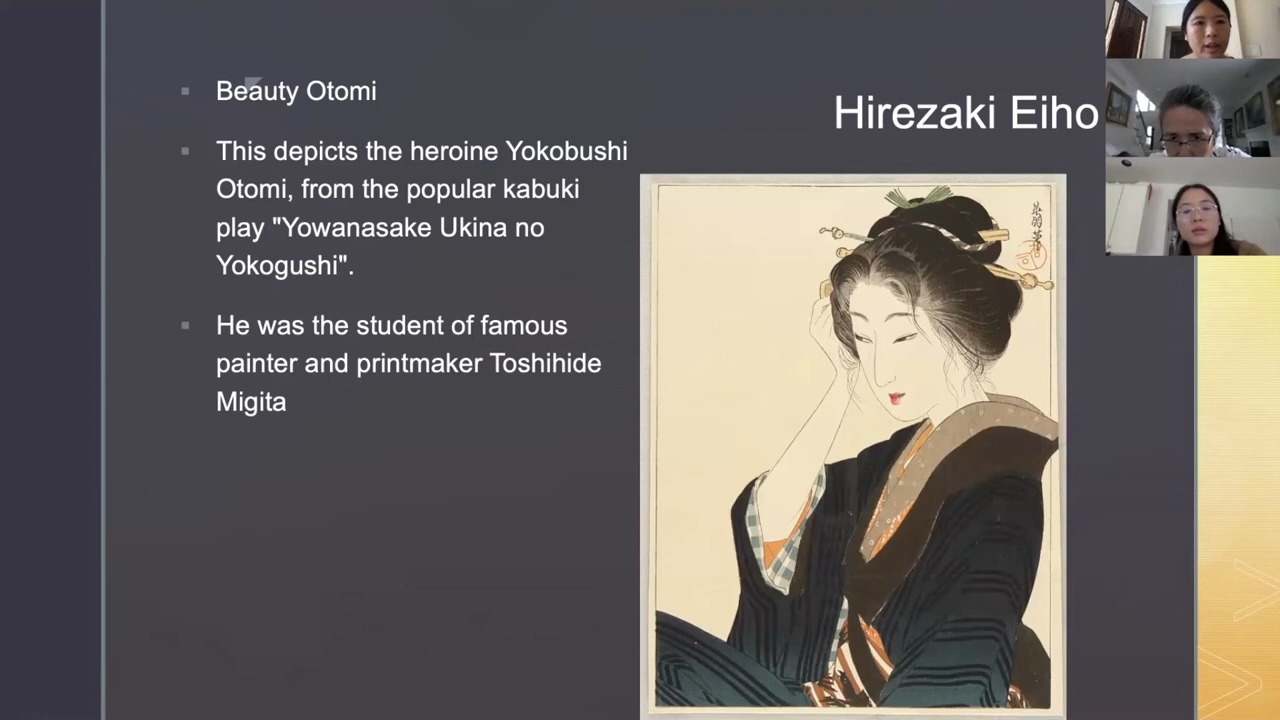 Hirezaki Eiho
Beauty Otomi
This depicts the heroine Yokobushi
Otomi, from the popular kabuki
play "Yowanasake Ukina no
Yokogushi".
He was the student of famous
painter and printmaker Toshihide
Migita